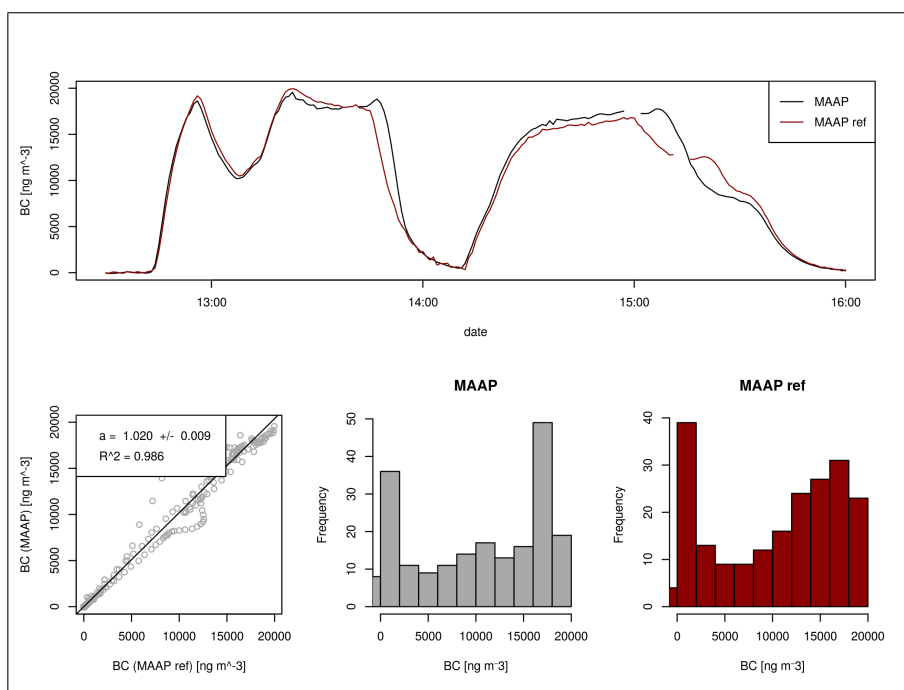 BC [ng m^-3]
0 5000 10000 15000 20000
MAAP
MAAP ref
13:00 14:00 15:00 16:00
date
BC (MAAP) [ng m^-3]
0 5000 10000 15000 20000
a = 1.020 +/- 0.009
R^2 = 0.986
0 5000 10000 15000 20000
BC (MAAP ref) [ng m^-3]
MAAP
Frequency
0 10 20 30 40 50
0 5000 10000 15000 20000
BC [ng m⁻3]
MAAP ref
Frequency
0 10 20 30 40
0 5000 10000 15000 20000
BC [ng m⁻3]